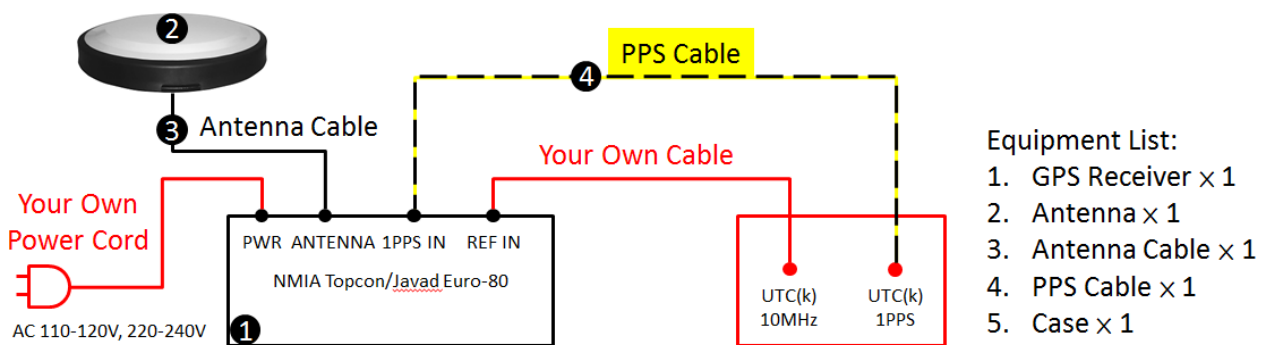 2
PPS Cable
4
3 Antenna Cable
Your Own Cable
Your Own
Power Cord
PWR ANTENNA 1PPS IN REF IN
NMIA Topcon/Javad Euro-80
AC 110-120V, 220-240V
1
UTC(k)
10MHz
UTC(k)
1PPS
Equipment List:
1. GPS Receiver × 1
2. Antenna × 1
3. Antenna Cable × 1
4. PPS Cable × 1
5. Case × 1